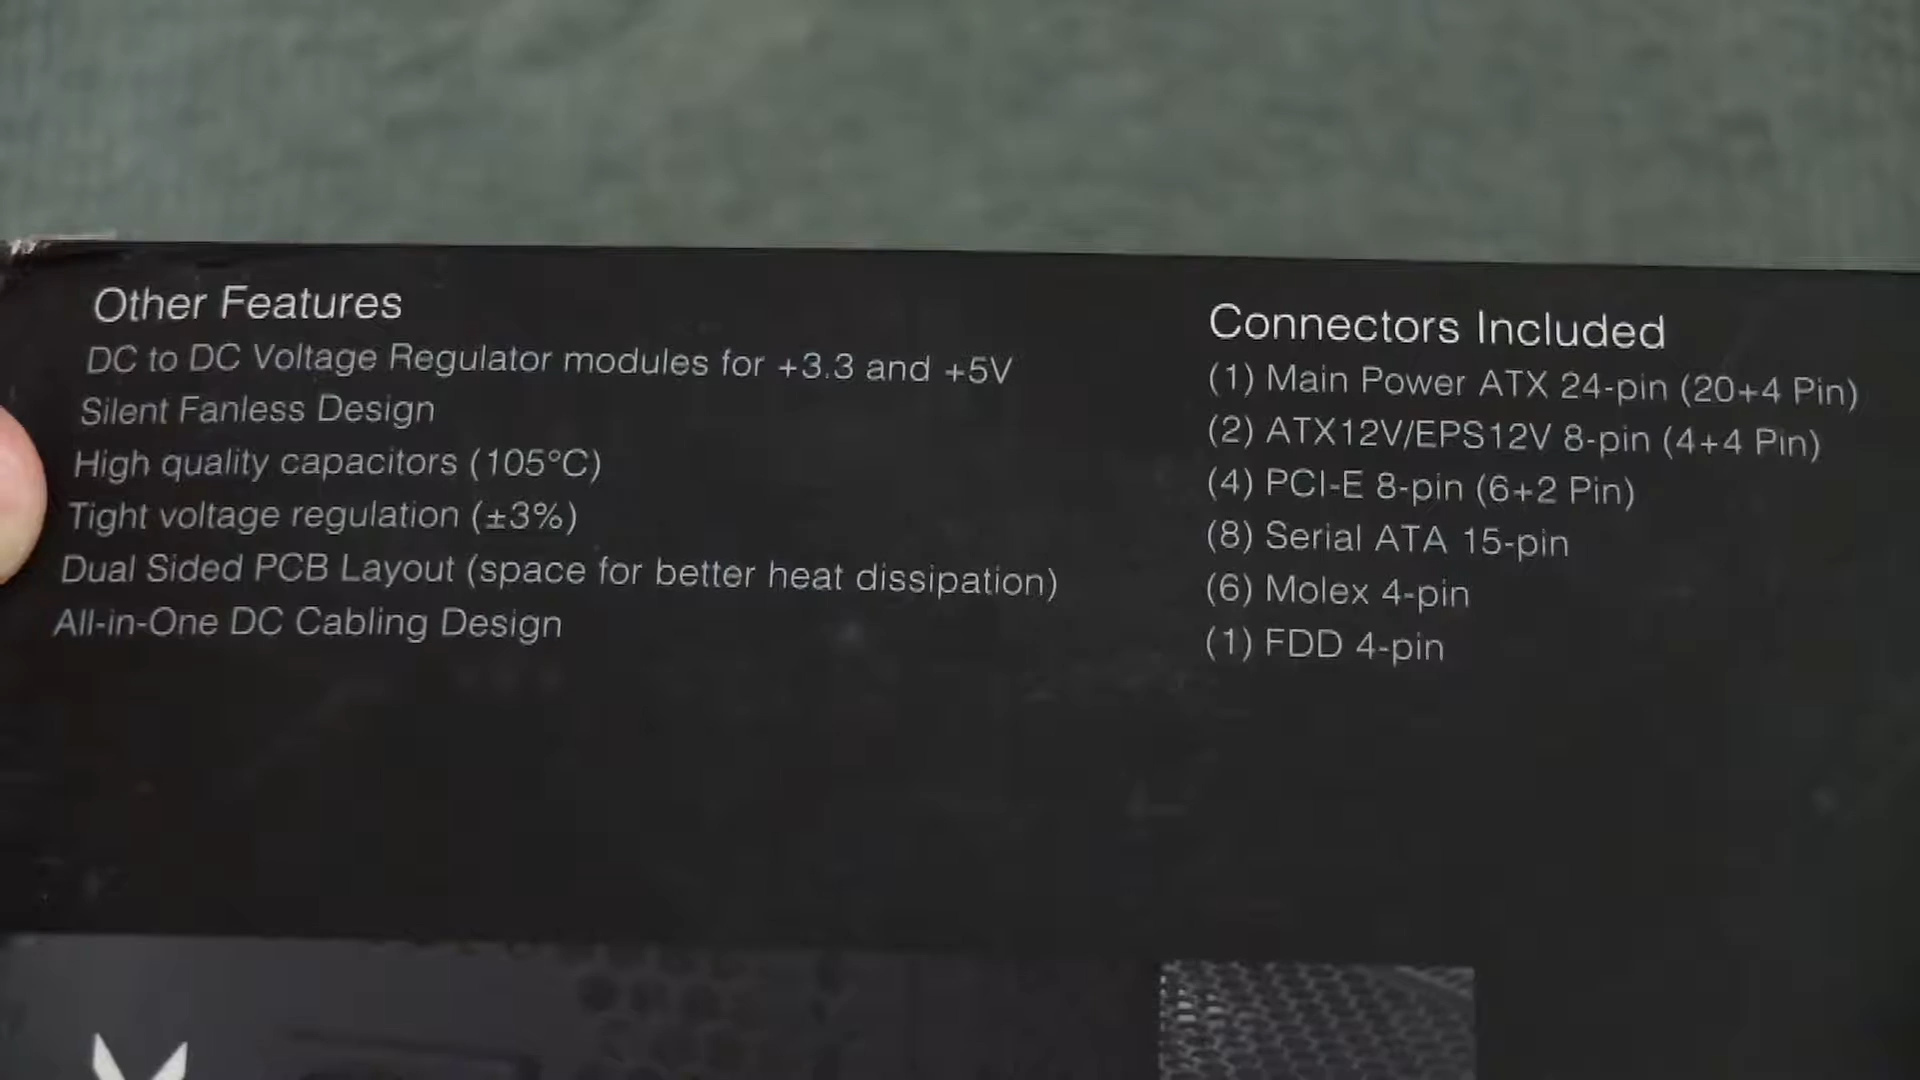 Other Features
DC to DC Voltage Regulator modules for +3.3 and +5V
Silent Fanless Design
High quality capacitors (105°C)
Tight voltage regulation (±3%)
Dual Sided PCB Layout (space for better heat dissipation)
All-in-One DC Cabling Design
Connectors Included
(1) Main Power ATX 24-pin (20+4 Pin)
(2) ATX12V/EPS12V 8-pin (4+4 Pin)
(4) PCI-E 8-pin (6+2 Pin)
(8) Serial ATA 15-pin
(6) Molex 4-pin
(1) FDD 4-pin